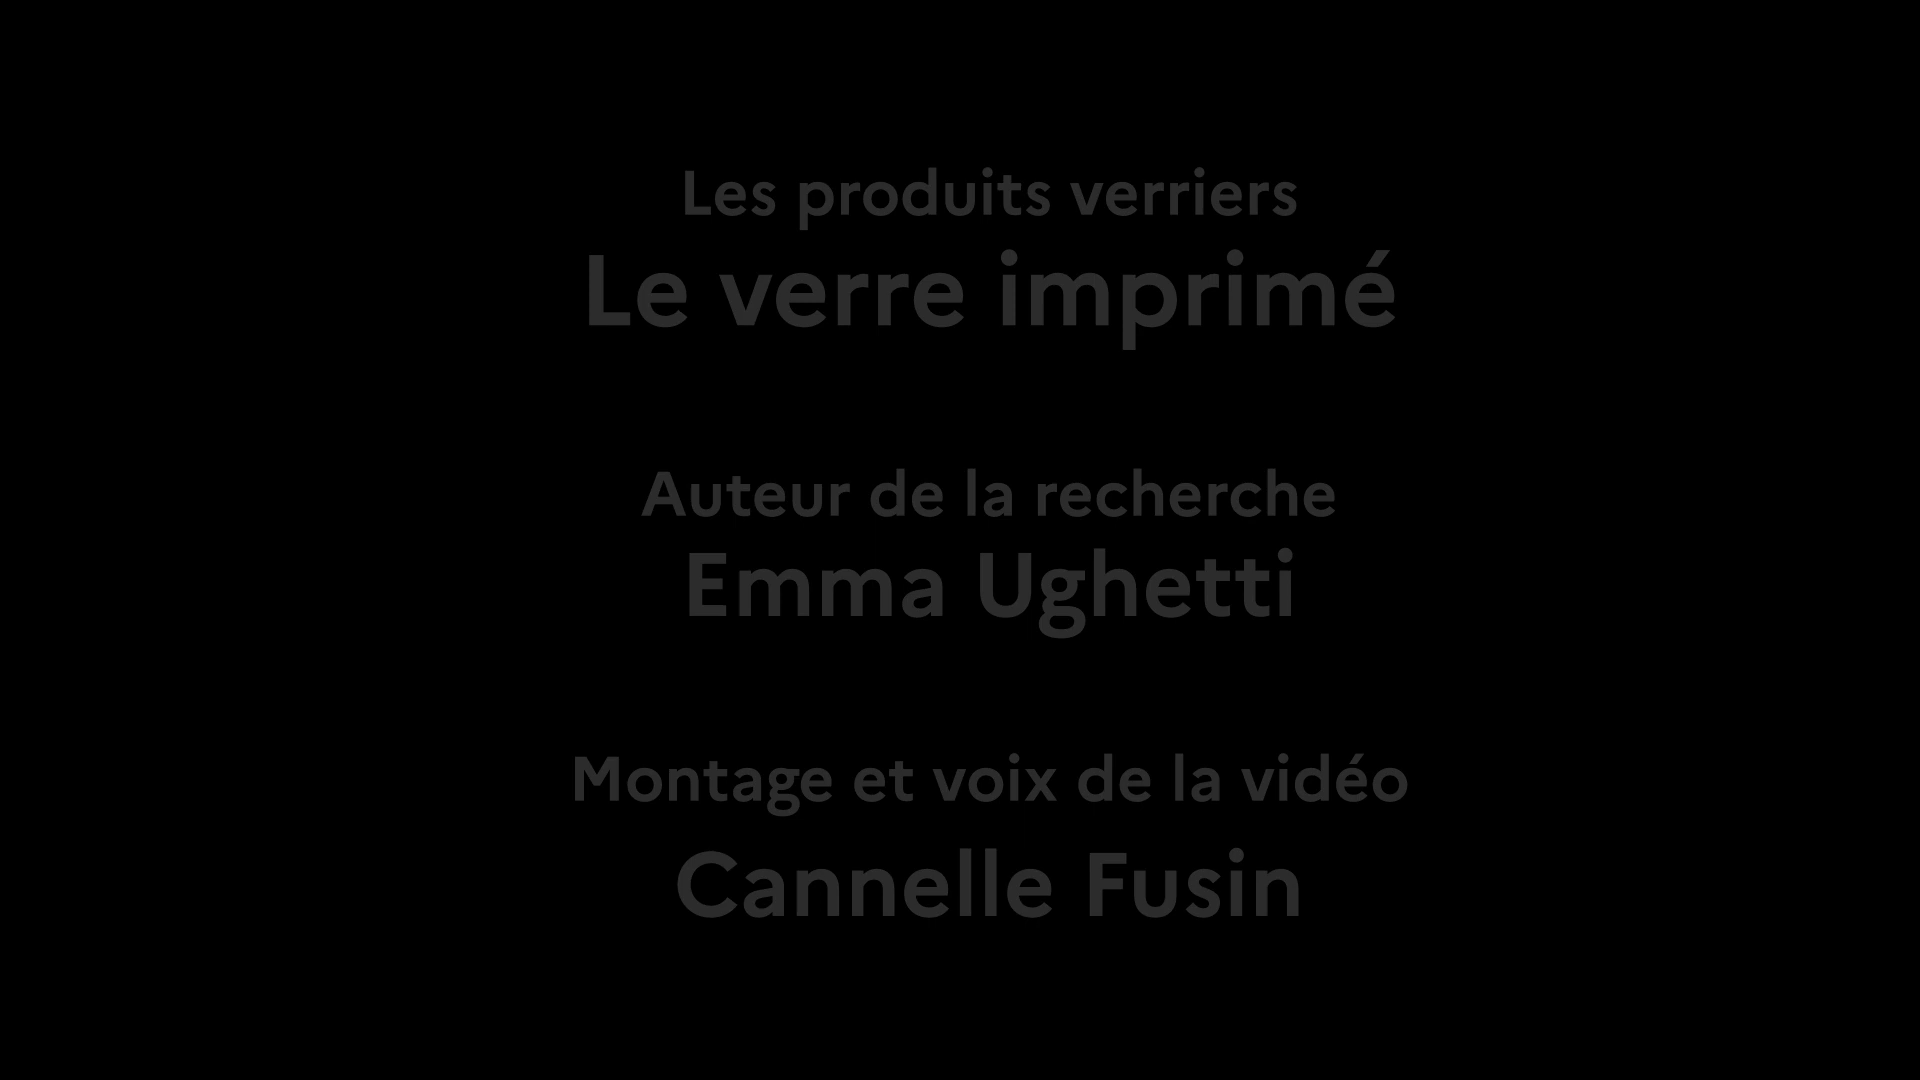 Les produits verriers
Le verre imprimé
Auteur de la recherche
Emma Ughetti
Montage et voix de la vidéo
Cannelle Fusin